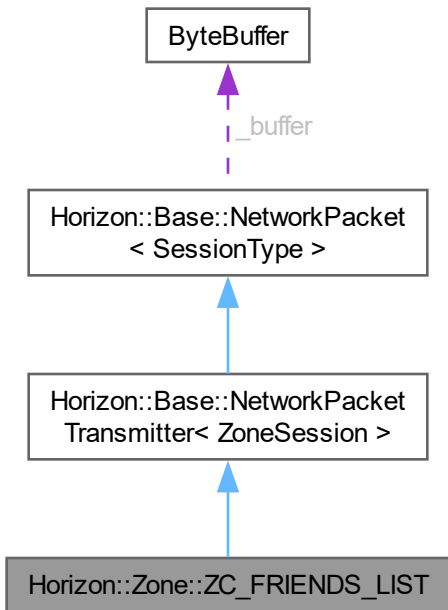 ByteBuffer
_buffer
Horizon::Base::NetworkPacket
< SessionType >
Horizon::Base::NetworkPacket
Transmitter< ZoneSession >
Horizon::Zone::ZC_FRIENDS_LIST